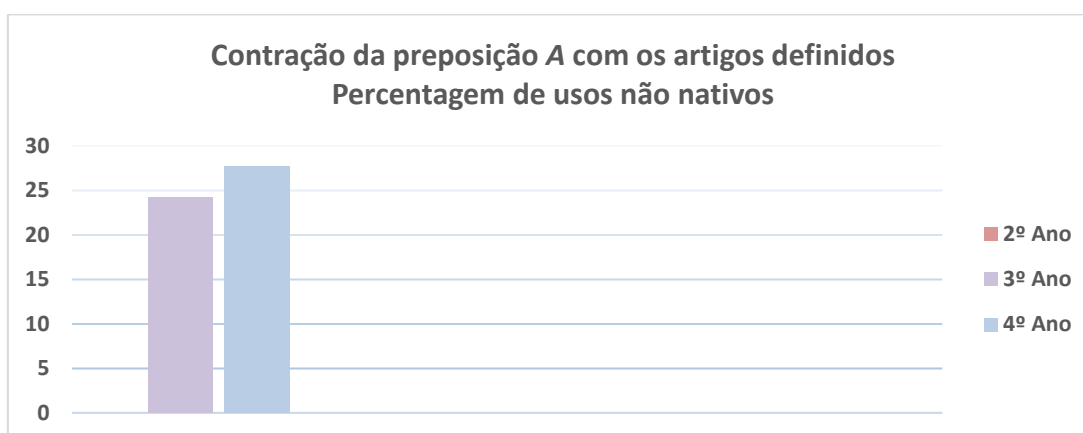 Contração da preposição A com os artigos definidos
Percentagem de usos não nativos
30
25
20
15
10
5
0
2º Ano
3º Ano
4º Ano